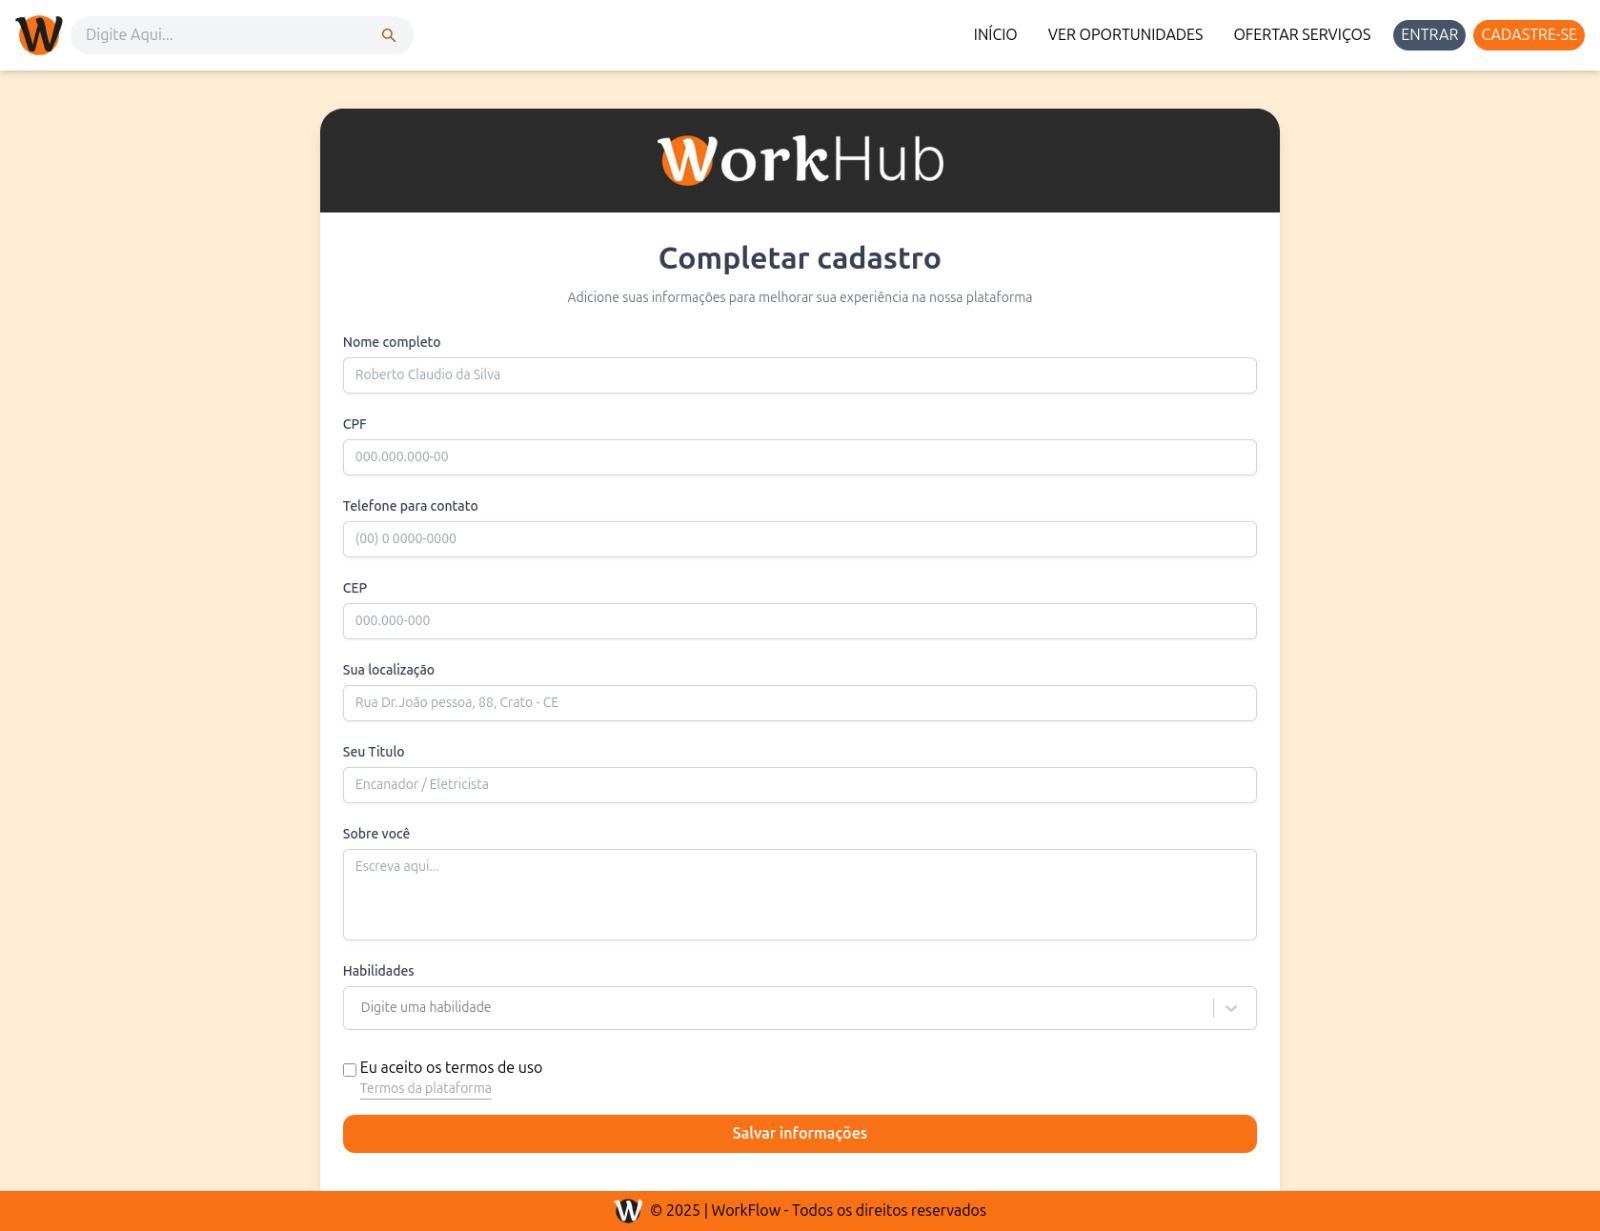 W
Digite Aqui...
INÍCIO
VER OPORTUNIDADES
OFERTAR SERVIÇOS
ENTRAR
CADASTRE-SE
WorkHub
Completar cadastro
Adicione suas informações para melhorar sua experiência na nossa plataforma
Nome completo
Roberto Claudio da Silva
CPF
000.000.000-00
Telefone para contato
(00) 0 0000-0000
CEP
000.000-000
Sua localização
Rua Dr.João pessoa, 88, Crato - CE
Seu Titulo
Encanador / Eletricista
Sobre você
Escreva aqui...
Habilidades
Digite uma habilidade
Eu aceito os termos de uso
Termos da plataforma
Salvar informações
W © 2025 | WorkFlow - Todos os direitos reservados